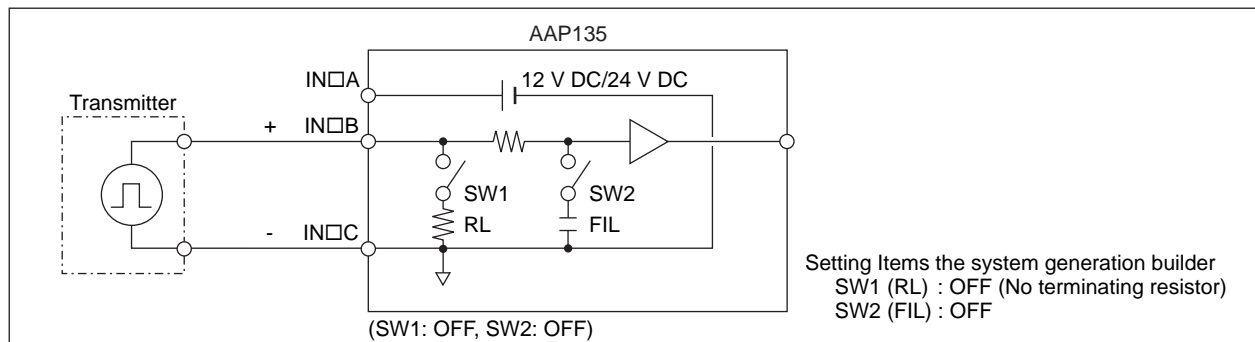 AAP135
IN□A
12 V DC/24 V DC
Transmitter
+ IN□B
SW1
SW2
RL
FIL
- IN□C
Setting Items the system generation builder
SW1 (RL) : OFF (No terminating resistor)
SW2 (FIL) : OFF
(SW1: OFF, SW2: OFF)